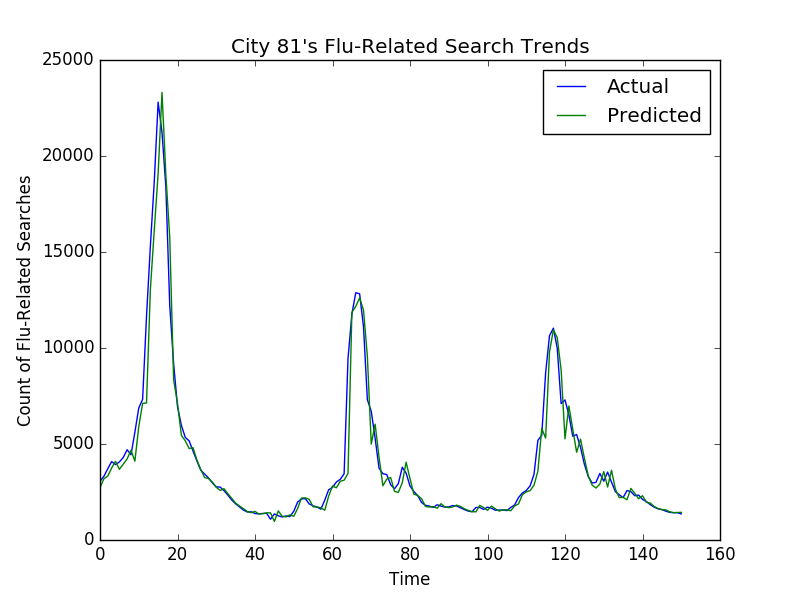 City 81's Flu-Related Search Trends
25000
20000
15000
10000
5000
0
Count of Flu-Related Searches
Actual
Predicted
0 20 40 60 80 100 120 140 160
Time